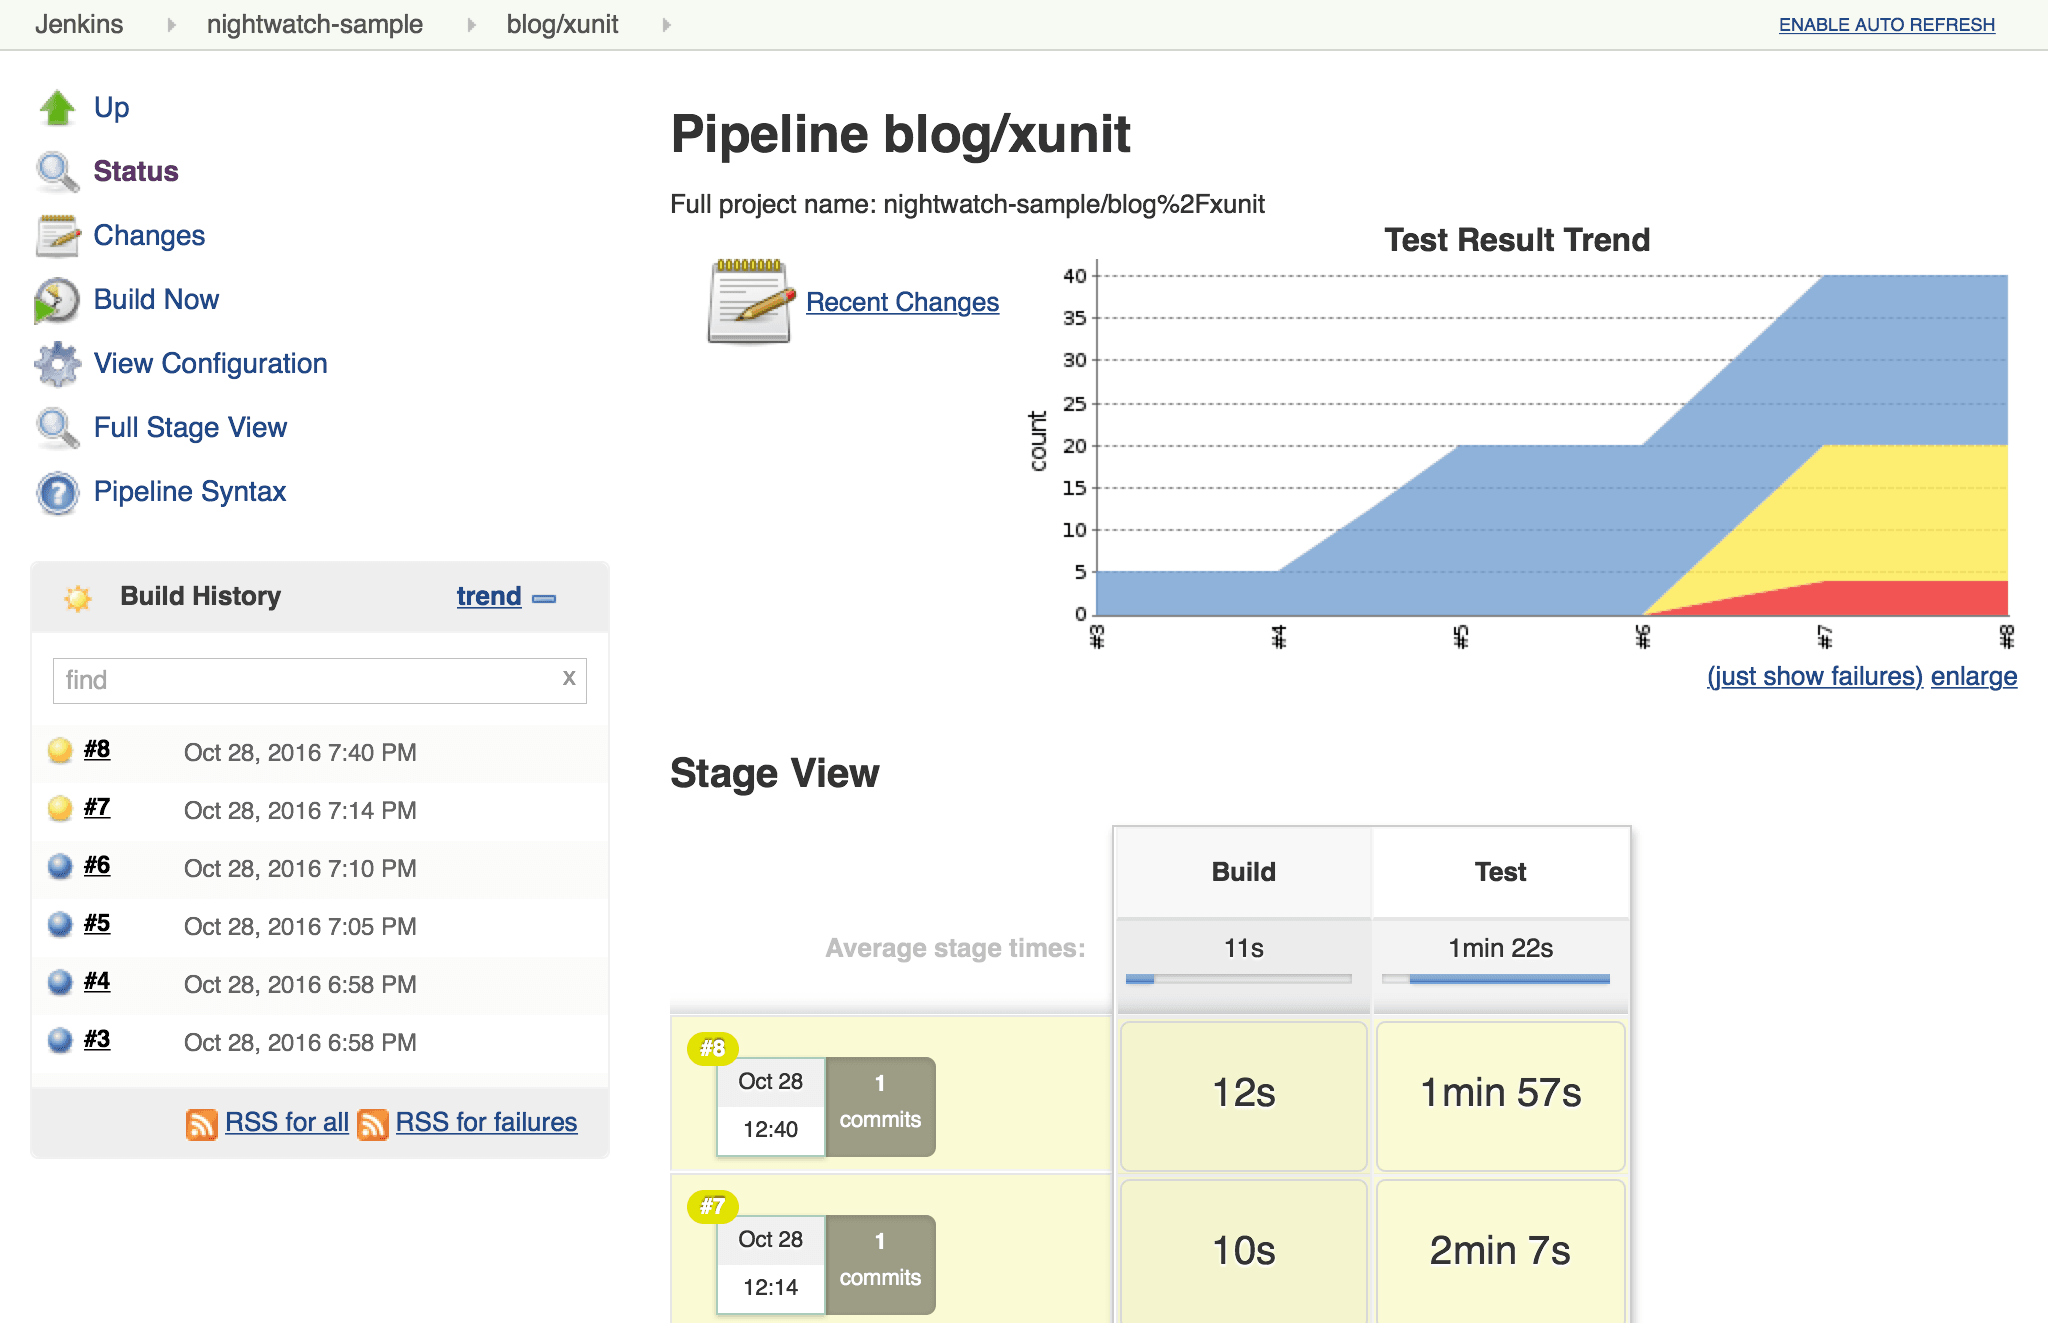 Jenkins nightwatch-sample blog/xunit ENABLE AUTO REFRESH
Up
Status
Changes
Build Now
View Configuration
Full Stage View
Pipeline Syntax
Build History trend
find x
#8 Oct 28, 2016 7:40 PM
#7 Oct 28, 2016 7:14 PM
#6 Oct 28, 2016 7:10 PM
#5 Oct 28, 2016 7:05 PM
#4 Oct 28, 2016 6:58 PM
#3 Oct 28, 2016 6:58 PM
RSS for all RSS for failures
Pipeline blog/xunit
Full project name: nightwatch-sample/blog%2Fxunit
Recent Changes
Test Result Trend
count
40
35
30
25
20
15
10
5
0
#3 #4 #5 #6 #7 #8
(just show failures) enlarge
Stage View
Build Test
Average stage times: 11s 1min 22s
#8
Oct 28
12:40
1
commits
12s 1min 57s
#7
Oct 28
12:14
1
commits
10s 2min 7s